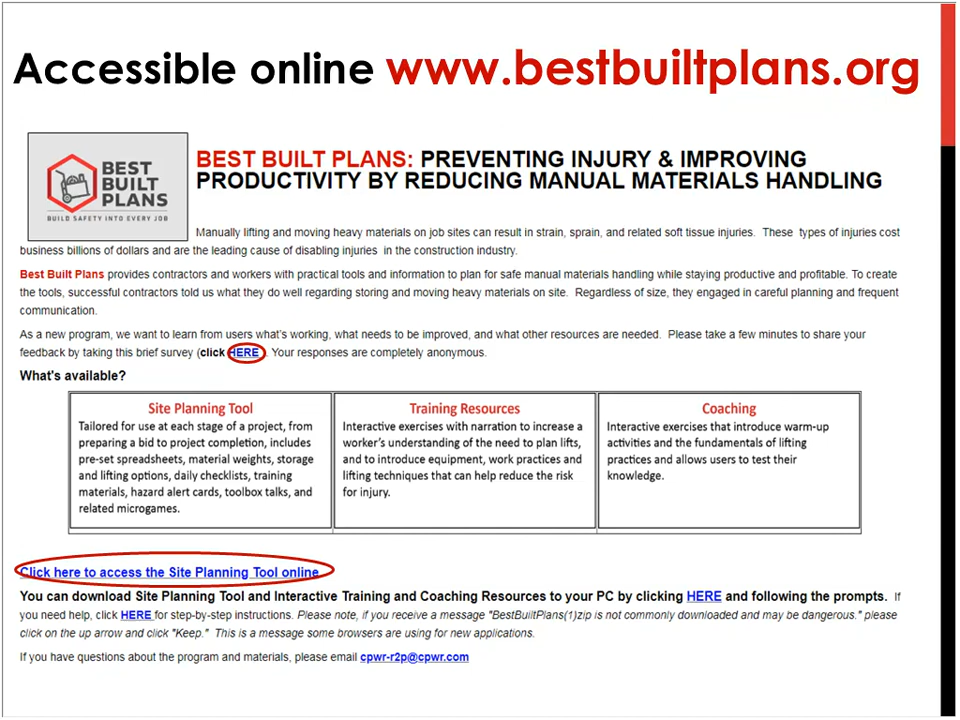 Accessible online www.bestbuiltplans.org
BEST
BUILT
PLANS
BUILD SAFETY INTO EVERY JOB
BEST BUILT PLANS: PREVENTING INJURY & IMPROVING
PRODUCTIVITY BY REDUCING MANUAL MATERIALS HANDLING
Manually lifting and moving heavy materials on job sites can result in strain, sprain, and related soft tissue injuries. These types of injuries cost
business billions of dollars and are the leading cause of disabling injuries in the construction industry.
Best Built Plans provides contractors and workers with practical tools and information to plan for safe manual materials handling while staying productive and profitable. To create
the tools, successful contractors told us what they do well regarding storing and moving heavy materials on site. Regardless of size, they engaged in careful planning and frequent
communication.
As a new program, we want to learn from users what's working, what needs to be improved, and what other resources are needed. Please take a few minutes to share your
feedback by taking this brief survey (click HERE). Your responses are completely anonymous.
What's available?
Site Planning Tool
Tailored for use at each stage of a project, from
preparing a bid to project completion, includes
pre-set spreadsheets, material weights, storage
and lifting options, daily checklists, training
materials, hazard alert cards, toolbox talks, and
related microgames.
Training Resources
Interactive exercises with narration to increase a
worker's understanding of the need to plan lifts,
and to introduce equipment, work practices and
lifting techniques that can help reduce the risk
for injury.
Coaching
Interactive exercises that introduce warm-up
activities and the fundamentals of lifting
practices and allows users to test their
knowledge.
Click here to access the Site Planning Tool online
You can download Site Planning Tool and Interactive Training and Coaching Resources to your PC by clicking HERE and following the prompts. If
you need help, click HERE for step-by-step instructions. Please note, if you receive a message "BestBuiltPlans(1)zip is not commonly downloaded and may be dangerous." please
click on the up arrow and click "Keep." This is a message some browsers are using for new applications.
If you have questions about the program and materials, please email cpwr-r2p@cpwr.com